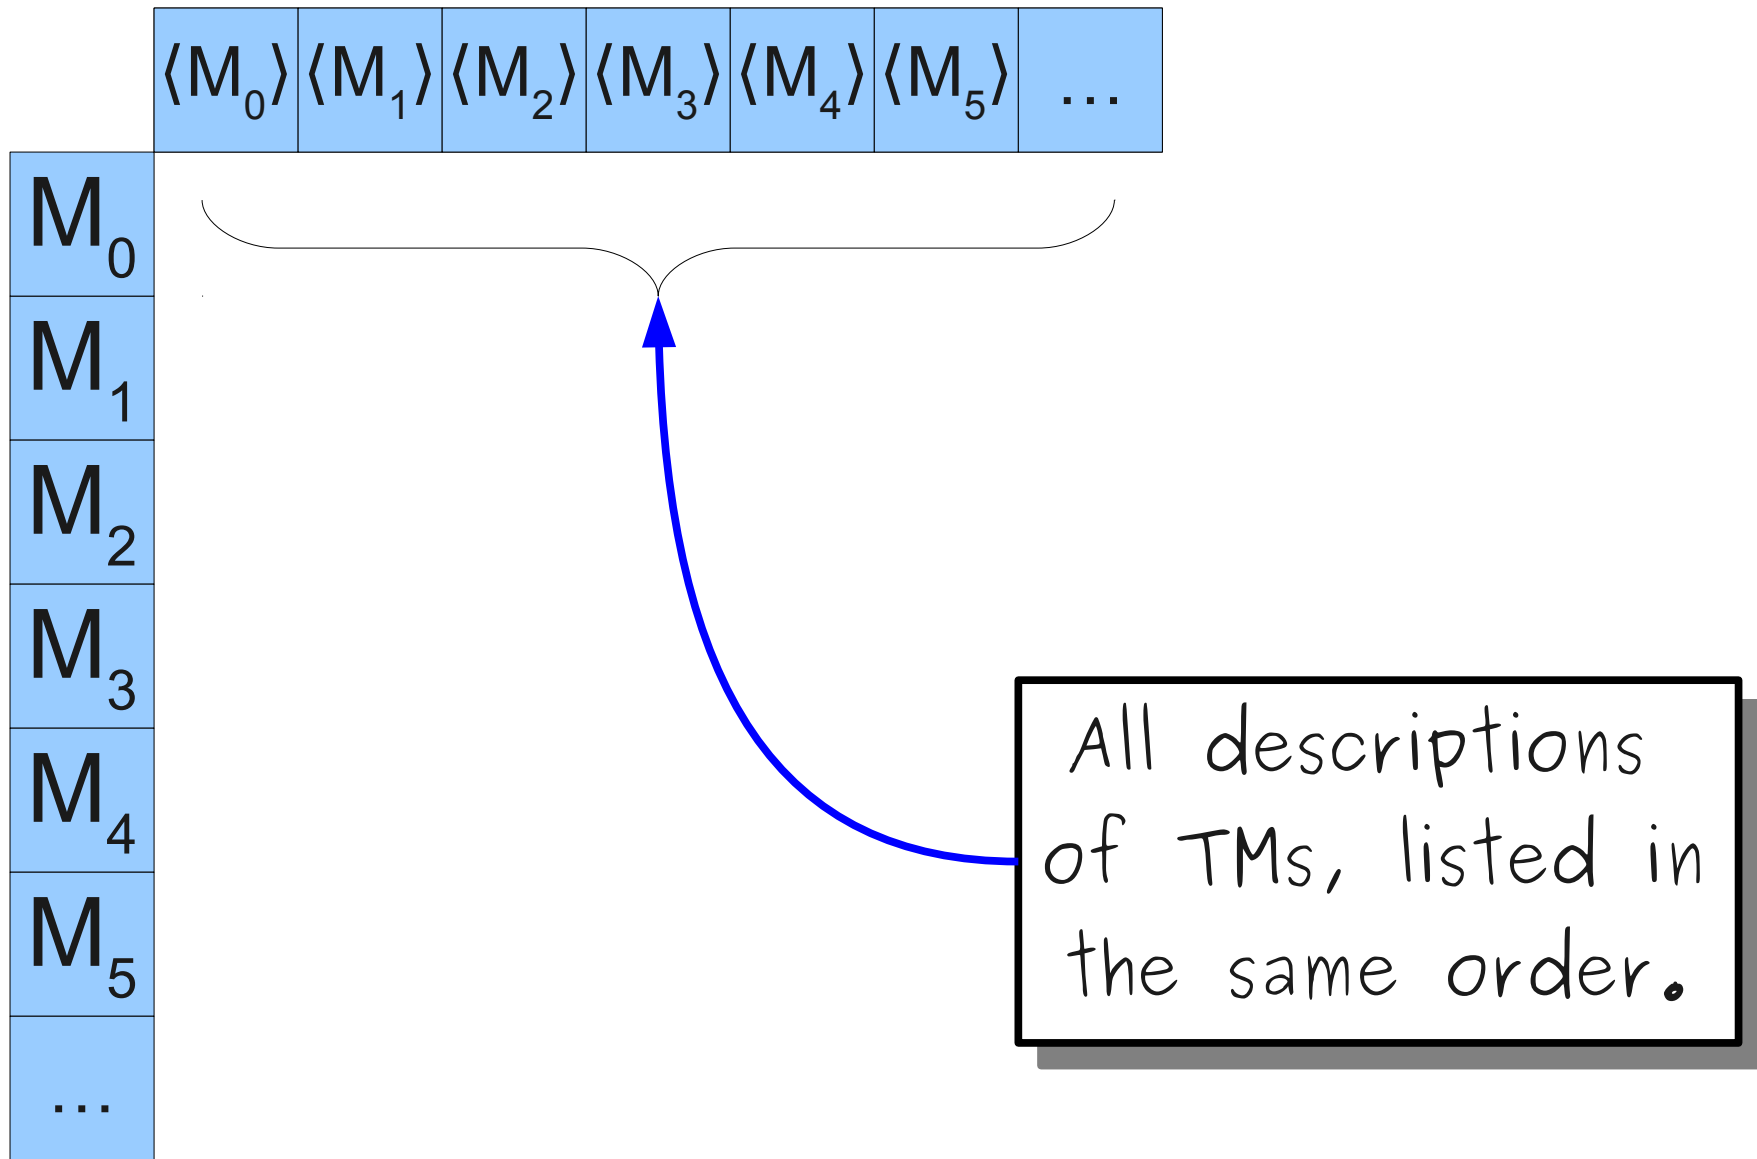 ⟨M₀⟩ ⟨M₁⟩ ⟨M₂⟩ ⟨M₃⟩ ⟨M₄⟩ ⟨M₅⟩ …
M₀
M₁
M₂
M₃
M₄
M₅
…
All descriptions
of TMs, listed in
the same order.